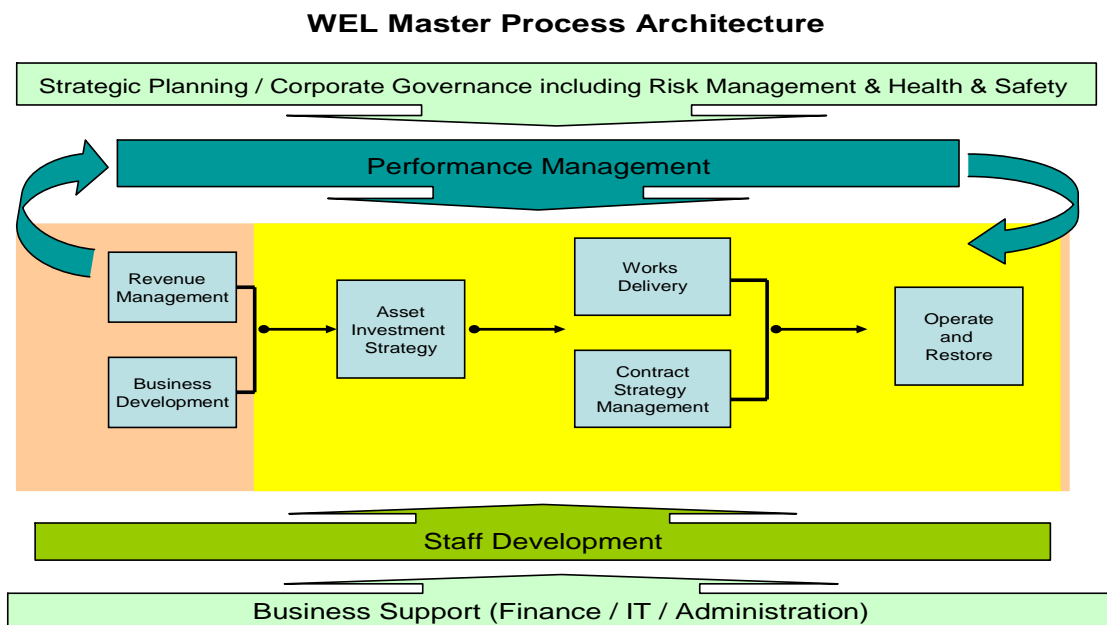 WEL Master Process Architecture
Strategic Planning / Corporate Governance including Risk Management & Health & Safety
Performance Management
Revenue
Management
Business
Development
Asset
Investment
Strategy
Works
Delivery
Contract
Strategy
Management
Operate
and
Restore
Staff Development
Business Support (Finance / IT / Administration)